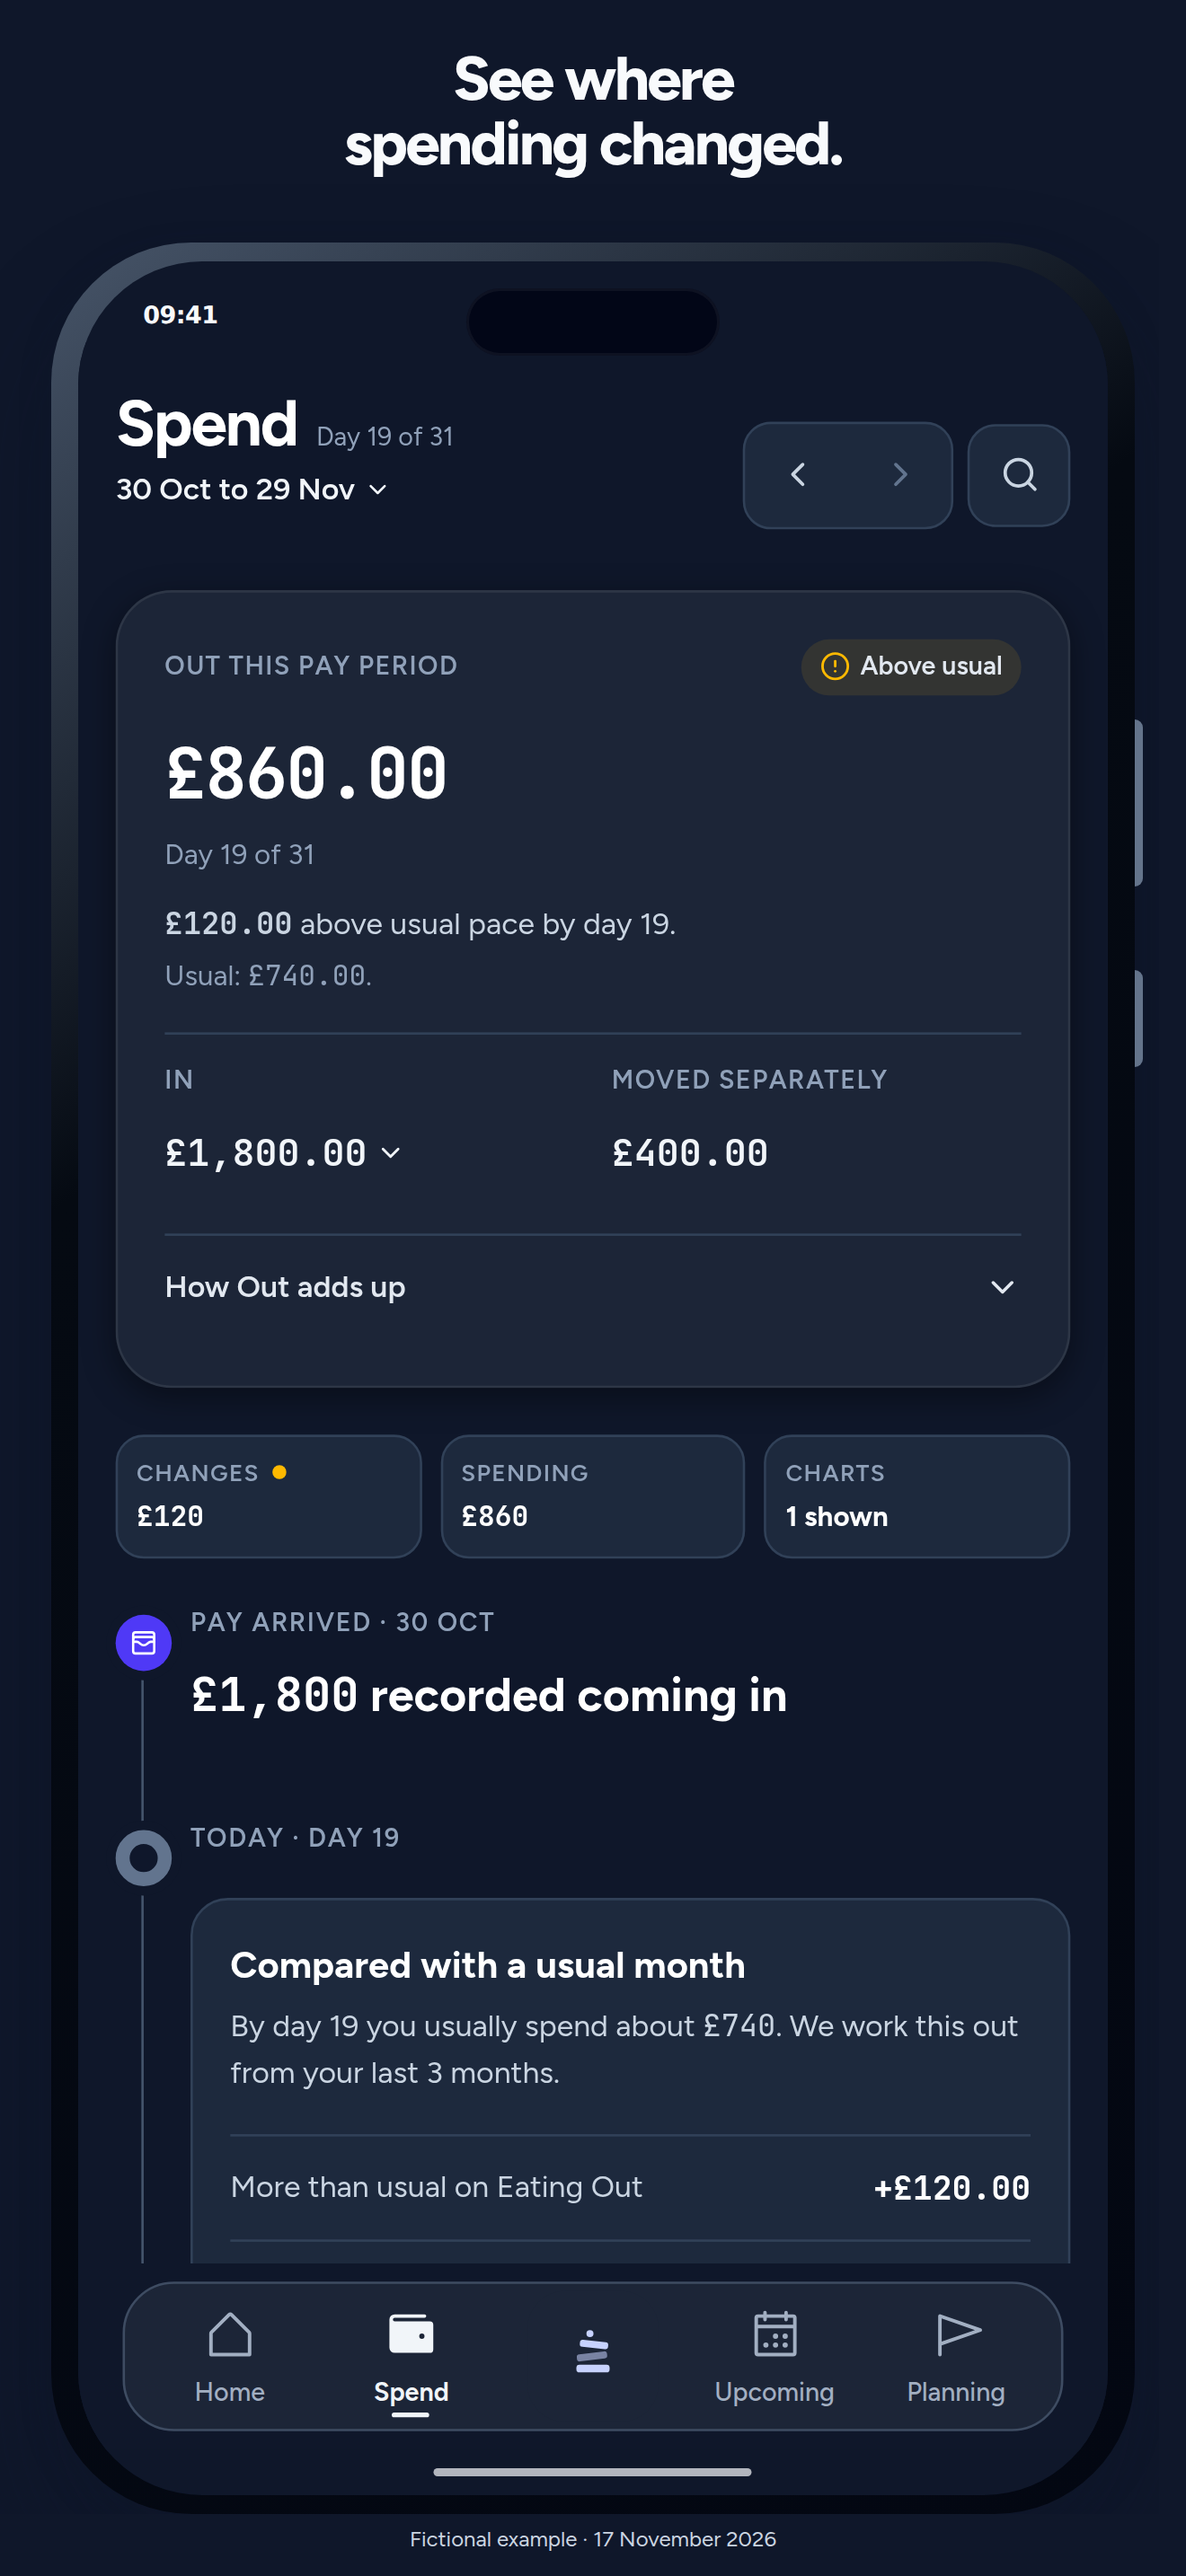 See where
spending changed.
09:41
Spend Day 19 of 31
30 Oct to 29 Nov
OUT THIS PAY PERIOD
Above usual
£860.00
Day 19 of 31
£120.00 above usual pace by day 19.
Usual: £740.00.
IN
MOVED SEPARATELY
£1,800.00
£400.00
How Out adds up
CHANGES
£120
SPENDING
£860
CHARTS
1 shown
PAY ARRIVED · 30 OCT
£1,800 recorded coming in
TODAY · DAY 19
Compared with a usual month
By day 19 you usually spend about £740. We work this out
from your last 3 months.
More than usual on Eating Out +£120.00
Home
Spend
Upcoming
Planning
Fictional example · 17 November 2026